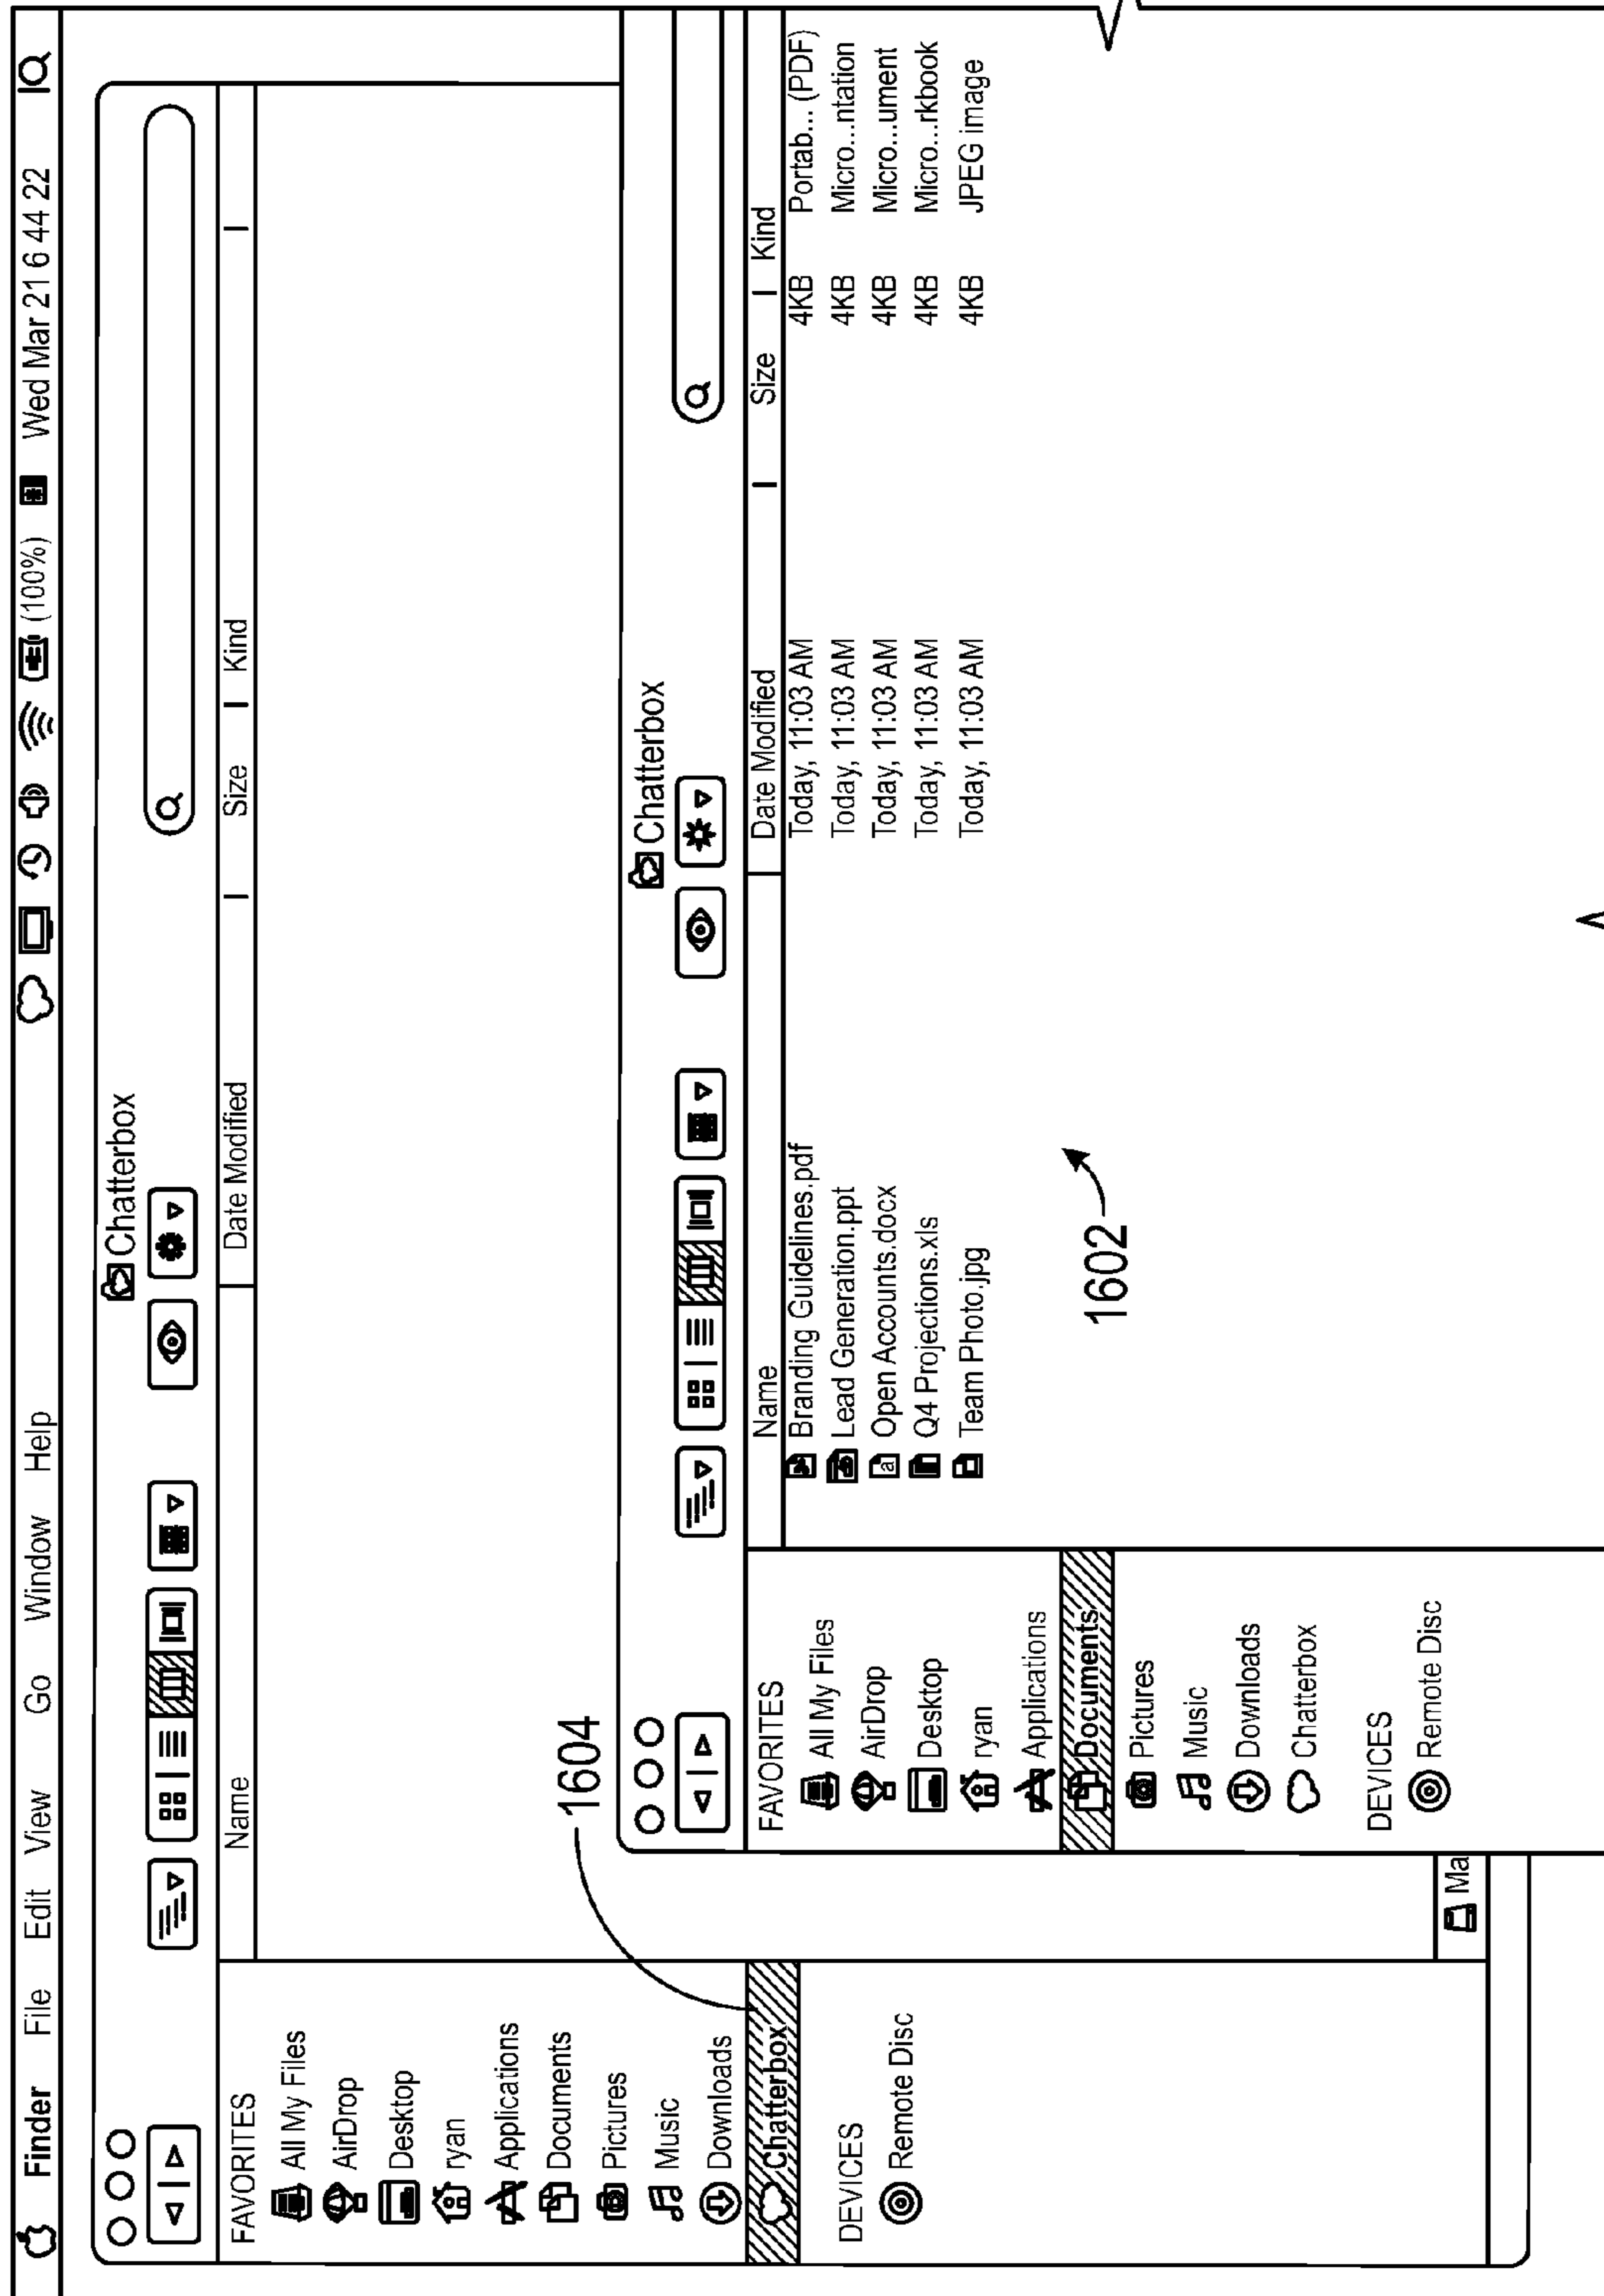 Finder File Edit View Go Window Help (100%) Wed Mar 21 6 44 22
Chatterbox
Name Date Modified Size Kind
FAVORITES
All My Files
AirDrop
Desktop
ryan
Applications
Documents
Pictures
Music
Downloads
Chatterbox
DEVICES
Remote Disc
Ma
1604
Chatterbox
Name Date Modified Size Kind
Branding Guidelines.pdf Today, 11:03 AM 4KB Portab... (PDF)
Lead Generation.ppt Today, 11:03 AM 4KB Micro...ntation
Open Accounts.docx Today, 11:03 AM 4KB Micro...ument
Q4 Projections.xls Today, 11:03 AM 4KB Micro...rkbook
Team Photo.jpg Today, 11:03 AM 4KB JPEG image
1602
FAVORITES
All My Files
AirDrop
Desktop
ryan
Applications
Documents
Pictures
Music
Downloads
Chatterbox
DEVICES
Remote Disc